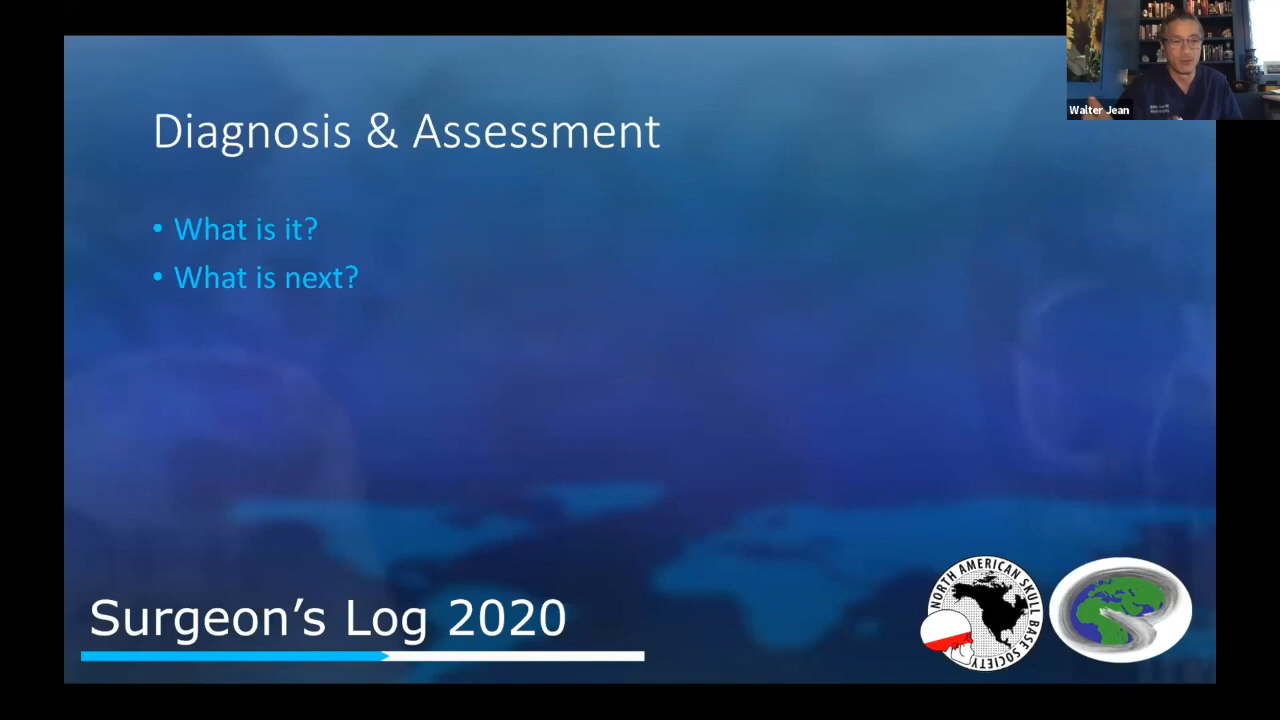 Walter Jean
Diagnosis & Assessment
• What is it?
• What is next?
Surgeon's Log 2020
NORTH AMERICAN SKULL BASE SOCIETY